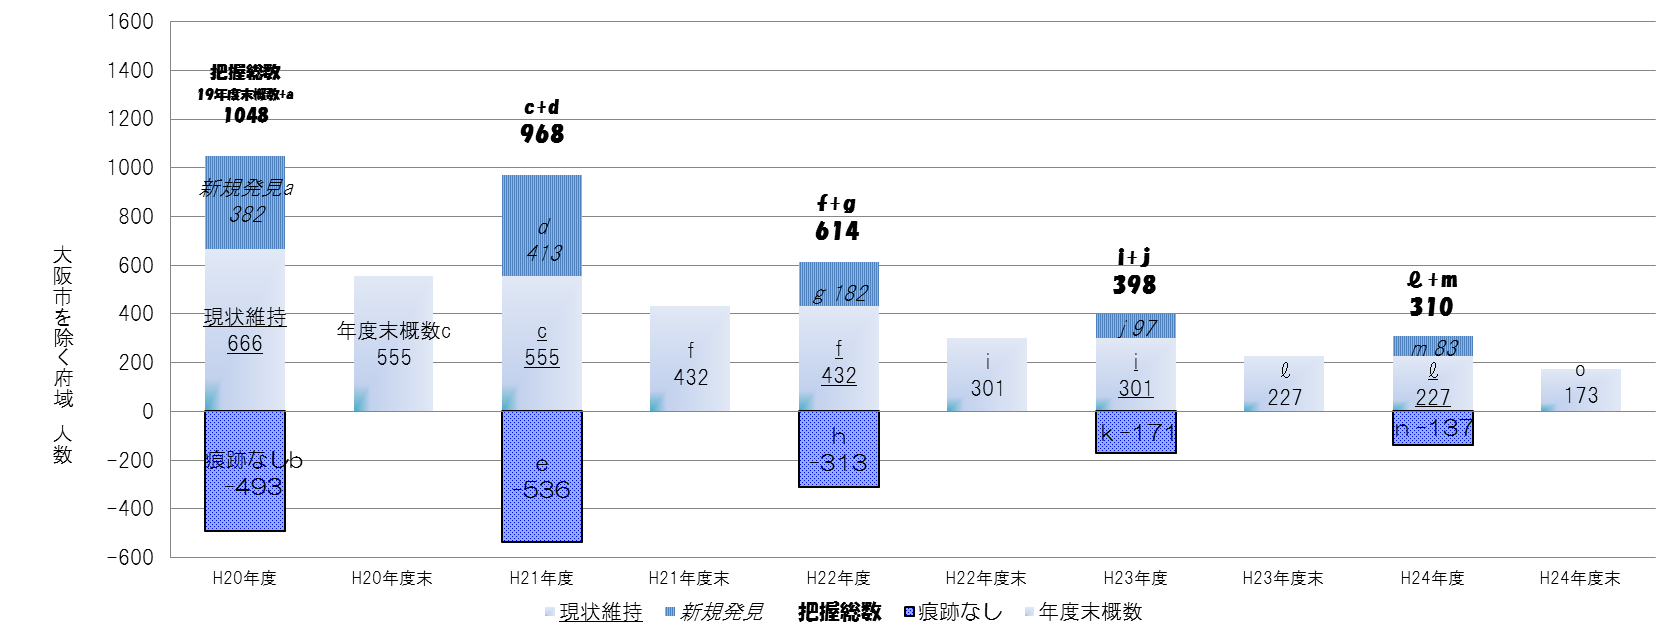 1600
1400
1200
1000
800
600
400
200
0
-200
-400
-600
大阪市を除く府域 人数
把握総数
19年度末概数+a
1048
新規発見a
382
現状維持
666
痕跡なしb
-493
年度末概数c
555
c+d
968
d
413
c
555
e
-536
f
432
f+g
614
g 182
f
432
h
-313
i
301
i+j
398
j 97
i
301
k -171
ℓ
227
ℓ+m
310
m 83
ℓ
227
n -137
o
173
H20年度 H20年度末 H21年度 H21年度末 H22年度 H22年度末 H23年度 H23年度末 H24年度 H24年度末
現状維持 新規発見 把握総数 痕跡なし 年度末概数